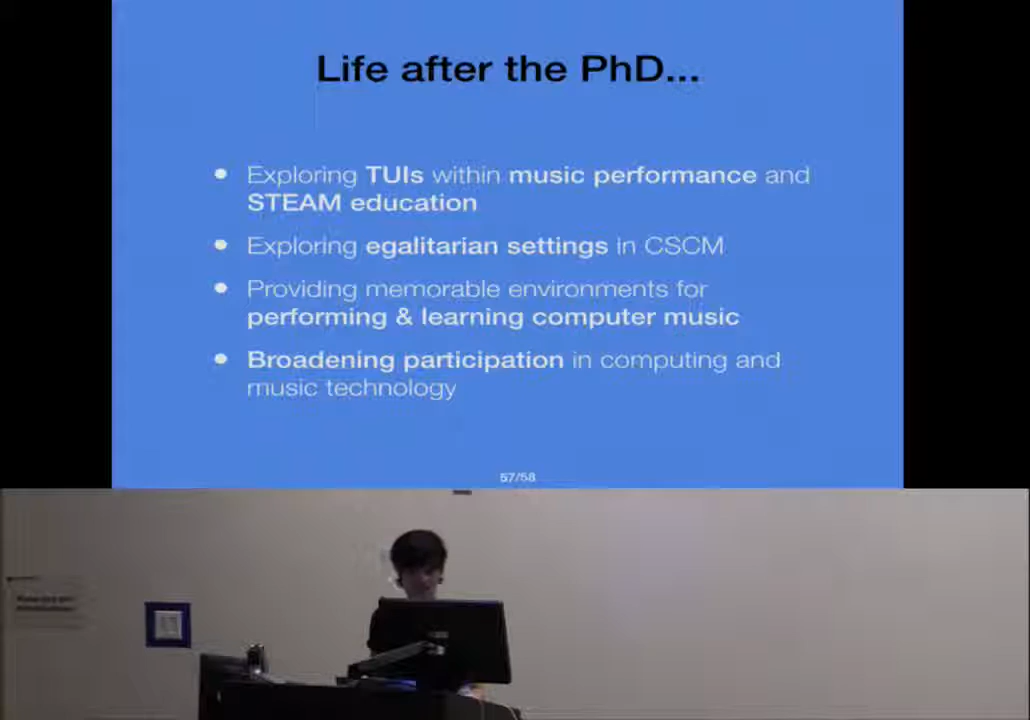 Life after the PhD...
• Exploring TUIs within music performance and
STEAM education
• Exploring egalitarian settings in CSCM
• Providing memorable environments for
performing & learning computer music
• Broadening participation in computing and
music technology
57/58